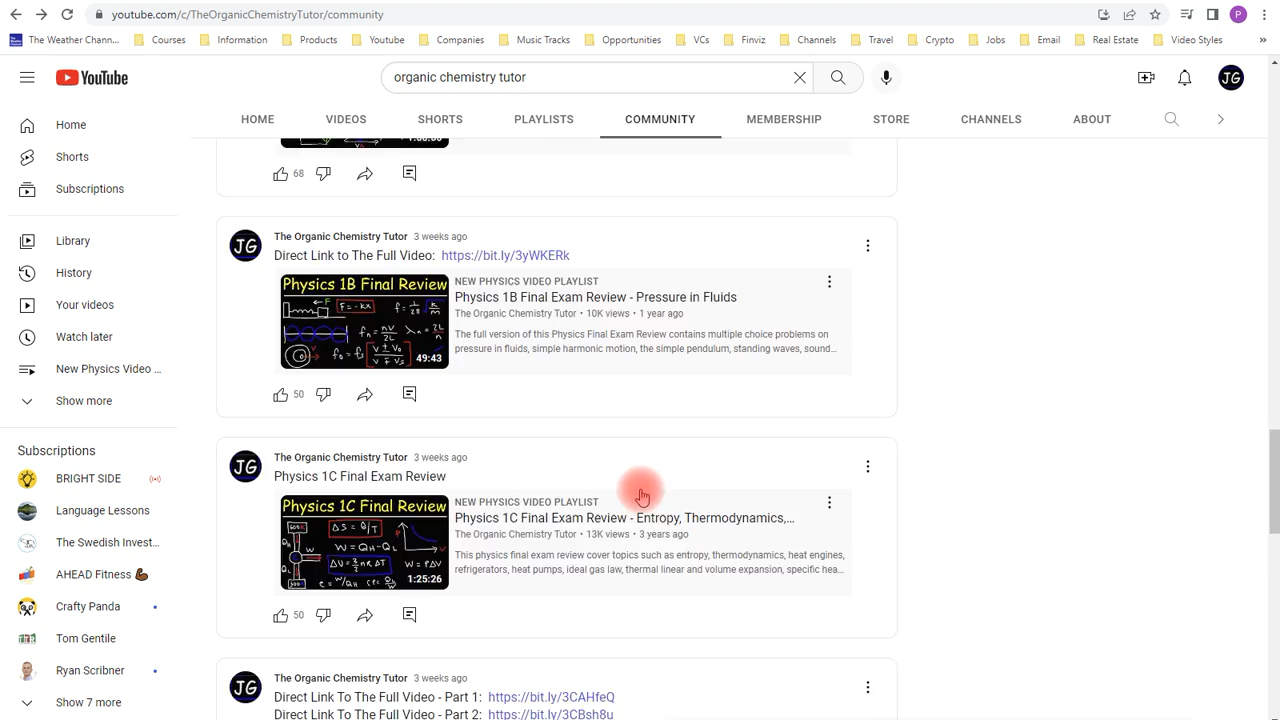 youtube.com/c/TheOrganicChemistryTutor/community
The Weather Chann... Courses Information Products Youtube Companies Music Tracks Opportunities VCs Finviz Channels Travel Crypto Jobs Email Real Estate Video Styles »
YouTube
organic chemistry tutor
JG
HOME VIDEOS SHORTS PLAYLISTS COMMUNITY MEMBERSHIP STORE CHANNELS ABOUT
Home
Shorts
Subscriptions
Library
History
Your videos
Watch later
New Physics Video ...
Show more
Subscriptions
BRIGHT SIDE
Language Lessons
The Swedish Invest...
AHEAD Fitness
Crafty Panda
Tom Gentile
Ryan Scribner
Show 7 more
68
JG
The Organic Chemistry Tutor 3 weeks ago
Direct Link to The Full Video: https://bit.ly/3yWKERk
Physics 1B Final Review
49:43
NEW PHYSICS VIDEO PLAYLIST
Physics 1B Final Exam Review - Pressure in Fluids
The Organic Chemistry Tutor • 10K views • 1 year ago
The full version of this Physics Final Exam Review contains multiple choice problems on
pressure in fluids, simple harmonic motion, the simple pendulum, standing waves, sound...
50
JG
The Organic Chemistry Tutor 3 weeks ago
Physics 1C Final Exam Review
Physics 1C Final Review
ΔS = Q/T
W = QH - QL
W = PΔV
1:25:26
NEW PHYSICS VIDEO PLAYLIST
Physics 1C Final Exam Review - Entropy, Thermodynamics,...
The Organic Chemistry Tutor • 13K views • 3 years ago
This physics final exam review cover topics such as entropy, thermodynamics, heat engines,
refrigerators, heat pumps, ideal gas law, thermal linear and volume expansion, specific hea...
50
JG
The Organic Chemistry Tutor 3 weeks ago
Direct Link To The Full Video - Part 1: https://bit.ly/3CAHfeQ
Direct Link To The Full Video - Part 2: https://bit.ly/3CBsh8u